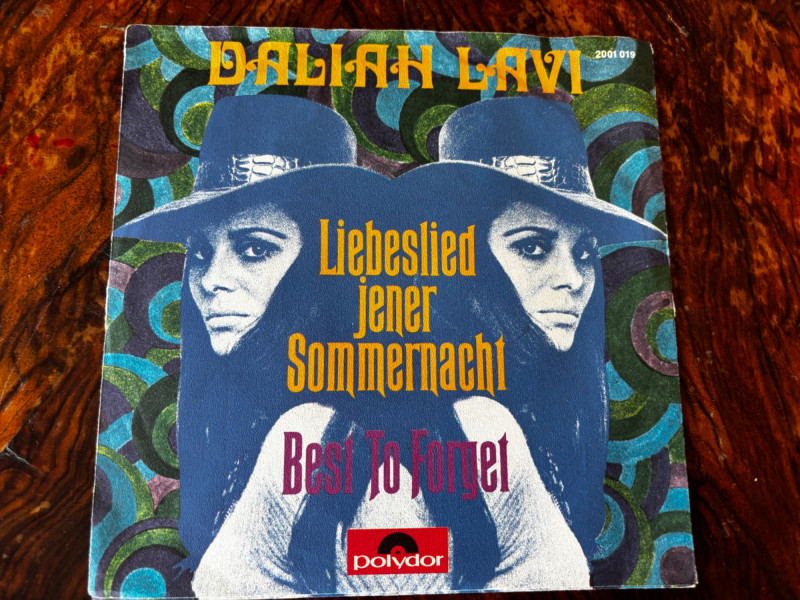 DALIAH LAVI
2001 019
Liebeslied
jener
Sommernacht
Best To Forget
polydor